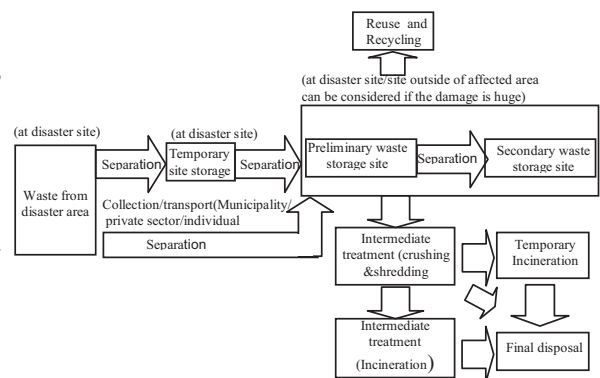 Reuse and
Recycling
(at disaster site/site outside of affected area
can be considered if the damage is huge)
(at disaster site)
(at disaster site)
Waste from
disaster area
Separation
Temporary
site storage
Separation
Preliminary waste
storage site
Separation
Secondary waste
storage site
Collection/transport(Municipality/
private sector/individual
Separation
Intermediate
treatment (crushing
&shredding
Temporary
Incineration
Intermediate
treatment
(Incineration)
Final disposal